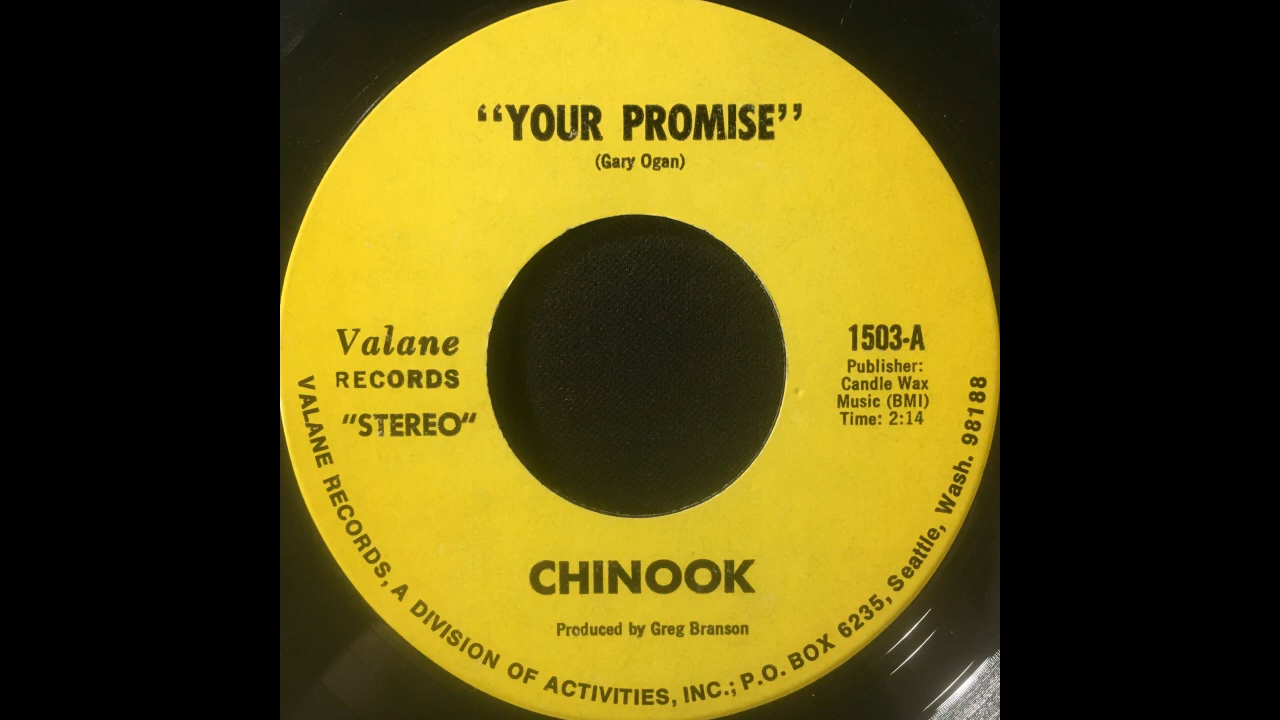 “YOUR PROMISE”
(Gary Ogan)
Valane
RECORDS
"STEREO"
1503-A
Publisher:
Candle Wax
Music (BMI)
Time: 2:14
CHINOOK
Produced by Greg Branson
VALANE RECORDS, A DIVISION OF ACTIVITIES, INC.; P.O. BOX 6235, Seattle, Wash. 98188